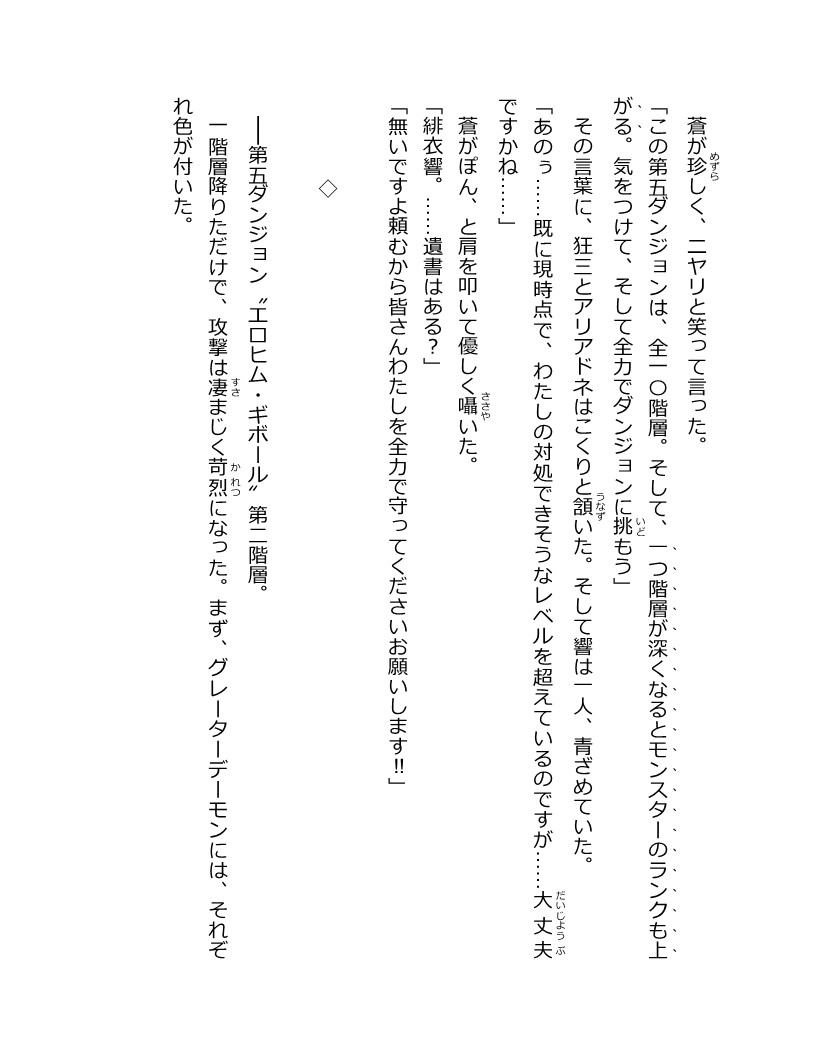 蒼が珍しく、ニヤリと笑って言った。
「この第五ダンジョンは、全一〇階層。そして、一つ階層が深くなるとモンスターのランクも上
がる。気をつけて、そして全力でダンジョンに挑もう」
　その言葉に、狂三とアリアドネはこくりと頷いた。そして響は一人、青ざめていた。
「あのぅ……既に現時点で、わたしの対処できそうなレベルを超えているのですが……大丈夫
ですかね……」
　蒼がぽん、と肩を叩いて優しく囁いた。
「緋衣響。……遺書はある？」
「無いですよ頼むから皆さんわたしを全力で守ってくださいお願いします‼」
◇
　――第五ダンジョン〝エロヒム・ギボール〟第二階層。
　一階層降りただけで、攻撃は凄まじく苛烈になった。まず、グレーターデーモンには、それぞ
れ色が付いた。